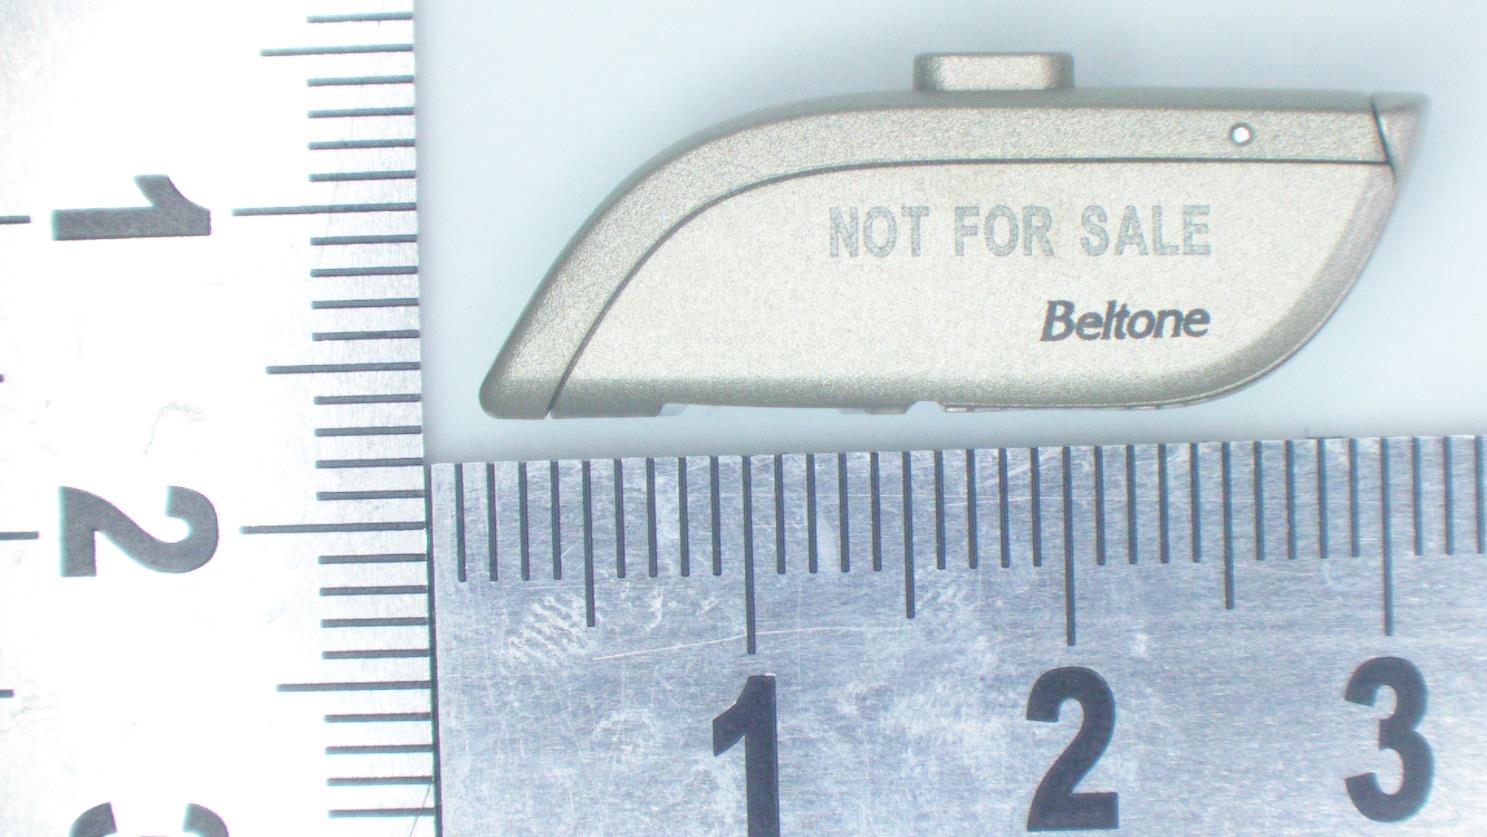 NOT FOR SALE
Beltone
1
2
1 2 3